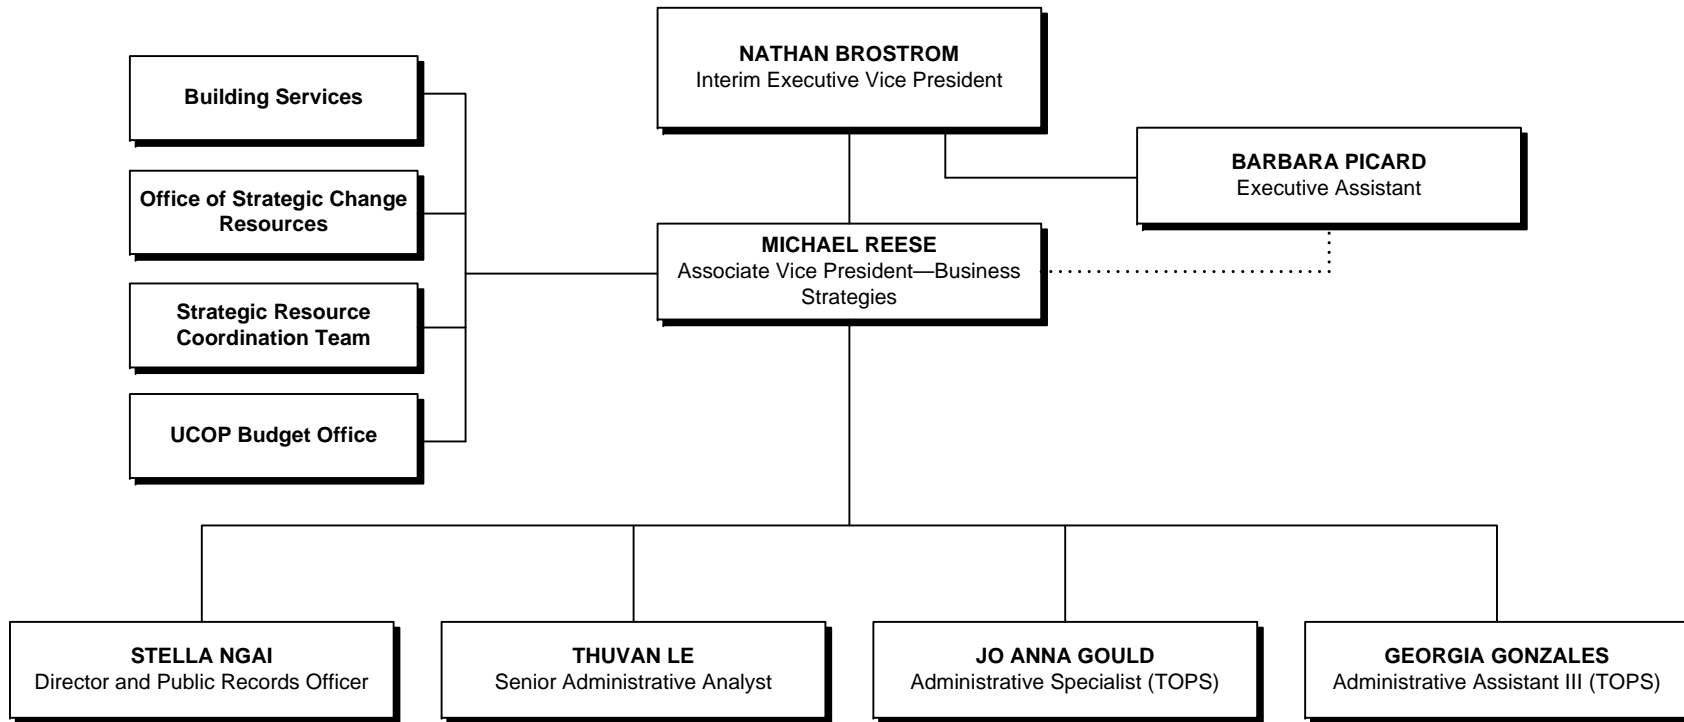 NATHAN BROSTROM
Interim Executive Vice President
Building Services
BARBARA PICARD
Executive Assistant
Office of Strategic Change
Resources
MICHAEL REESE
Associate Vice President—Business
Strategies
Strategic Resource
Coordination Team
UCOP Budget Office
STELLA NGAI
Director and Public Records Officer
THUVAN LE
Senior Administrative Analyst
JO ANNA GOULD
Administrative Specialist (TOPS)
GEORGIA GONZALES
Administrative Assistant III (TOPS)